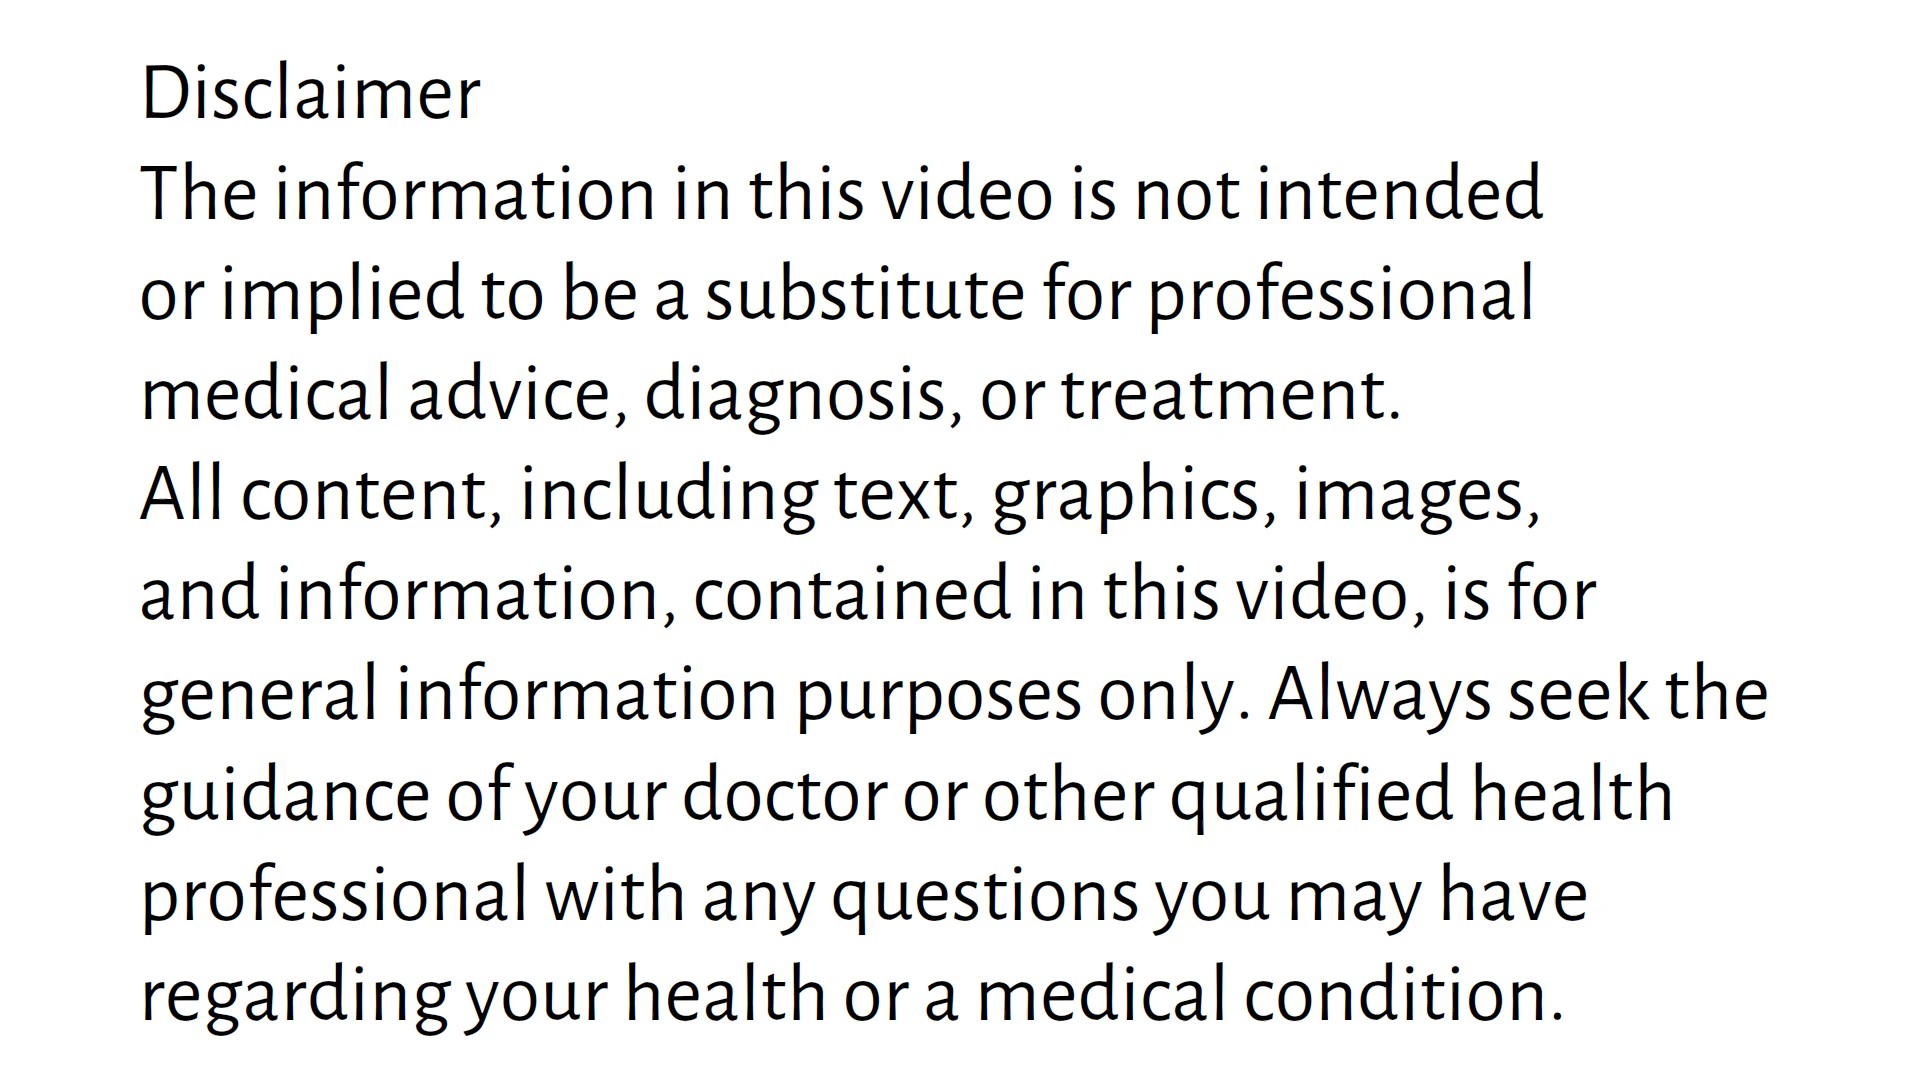 Disclaimer
The information in this video is not intended
or implied to be a substitute for professional
medical advice, diagnosis, or treatment.
All content, including text, graphics, images,
and information, contained in this video, is for
general information purposes only. Always seek the
guidance of your doctor or other qualified health
professional with any questions you may have
regarding your health or a medical condition.